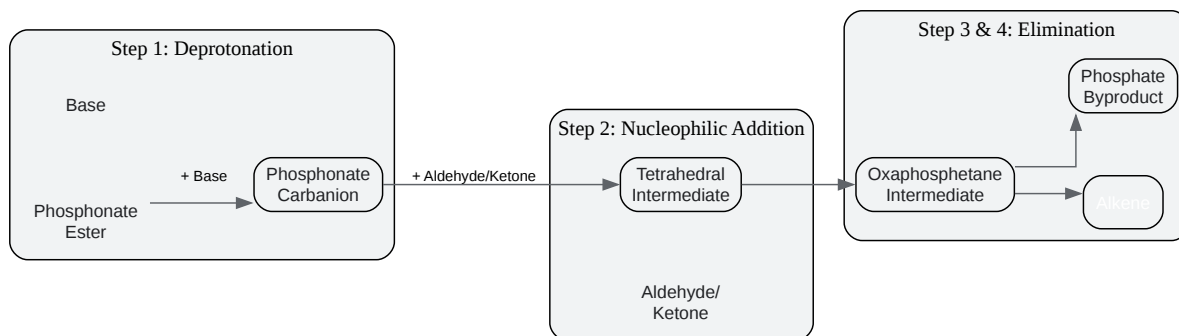 Step 1: Deprotonation
Base
+ Base
Phosphonate
Ester
Phosphonate
Carbanion
+ Aldehyde/Ketone
Step 2: Nucleophilic Addition
Tetrahedral
Intermediate
Aldehyde/
Ketone
Step 3 & 4: Elimination
Oxaphosphetane
Intermediate
Phosphate
Byproduct
Alkene